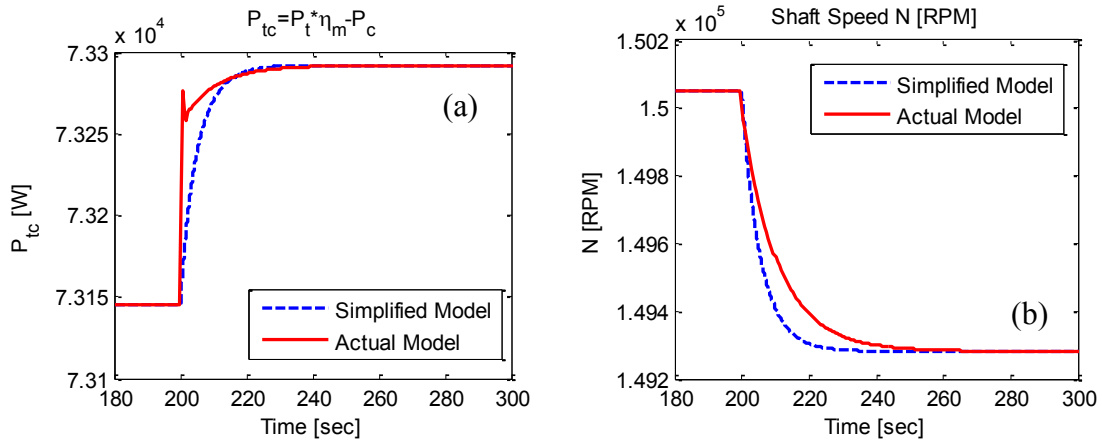 P_tc=P_t*η_m-P_c
x 10^4
7.33
7.325
7.32
7.315
7.31
P_tc [W]
(a)
Simplified Model
Actual Model
180 200 220 240 260 280 300
Time [sec]
Shaft Speed N [RPM]
x 10^5
1.502
1.5
1.498
1.496
1.494
1.492
N [RPM]
Simplified Model
Actual Model
(b)
180 200 220 240 260 280 300
Time [sec]